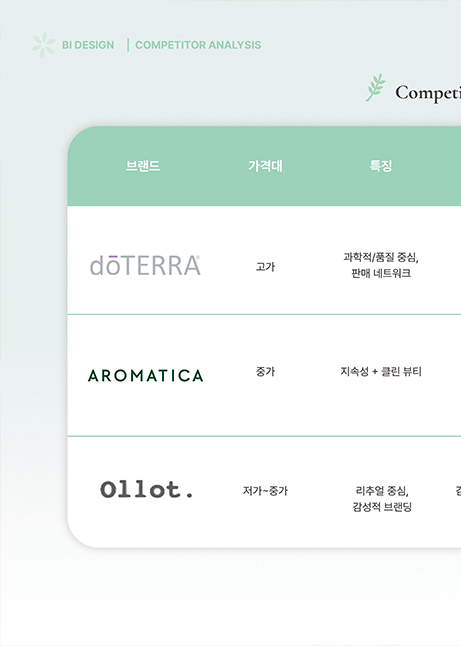 BI DESIGN | COMPETITOR ANALYSIS
Competi
브랜드 가격대 특징
dōTERRA® 고가 과학적/품질 중심,
판매 네트워크
AROMATICA 중가 지속성 + 클린 뷰티
Ollot. 저가~중가 리추얼 중심,
감성적 브랜딩